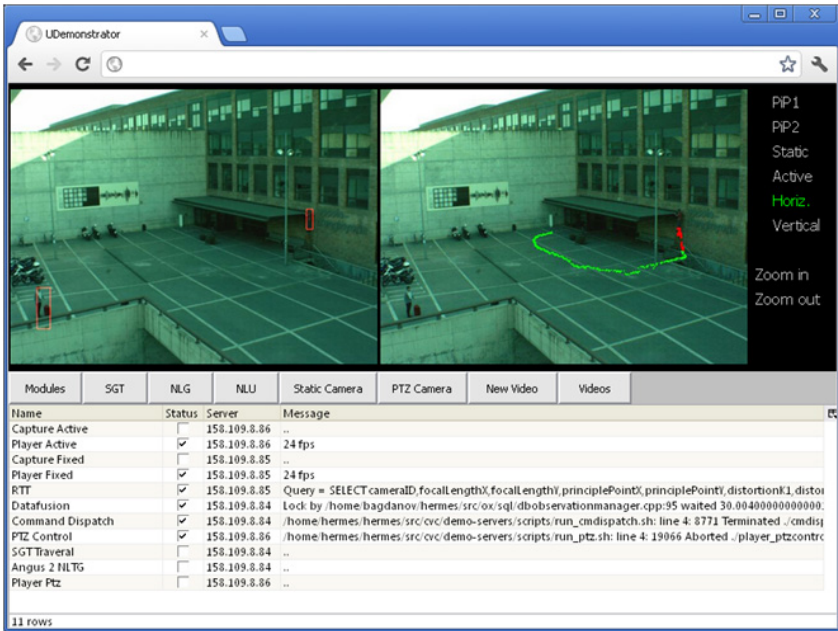 UDemonstrator
PiP1
PiP2
Static
Active
Horiz.
Vertical
Zoom in
Zoom out
Modules SGT NLG NLU Static Camera PTZ Camera New Video Videos
Name Status Server Message
Capture Active 158.109.8.86 ..
Player Active 158.109.8.86 24 fps
Capture Fixed 158.109.8.85 ..
Player Fixed 158.109.8.85 24 fps
RTT 158.109.8.85 Query = SELECT cameraID,focalLengthX,focalLengthY,principlePointX,principlePointY,distortionK1,distor
Datafusion 158.109.8.84 Lock by /home/bagdanov/hermes/src/ox/sql/dbobservationmanager.cpp:95 waited 30.00400000000000
Command Dispatch 158.109.8.84 /home/hermes/hermes/src/cvc/demo-servers/scripts/run_cmdispatch.sh: line 4: 8771 Terminated ./cmdisp
PTZ Control 158.109.8.86 /home/hermes/hermes/src/cvc/demo-servers/scripts/run_ptz.sh: line 4: 19066 Aborted ./player_ptzcontro
SGT Traveral 158.109.8.84 ..
Angus 2 NLTG 158.109.8.84 ..
Player Ptz 158.109.8.86 ..
11 rows